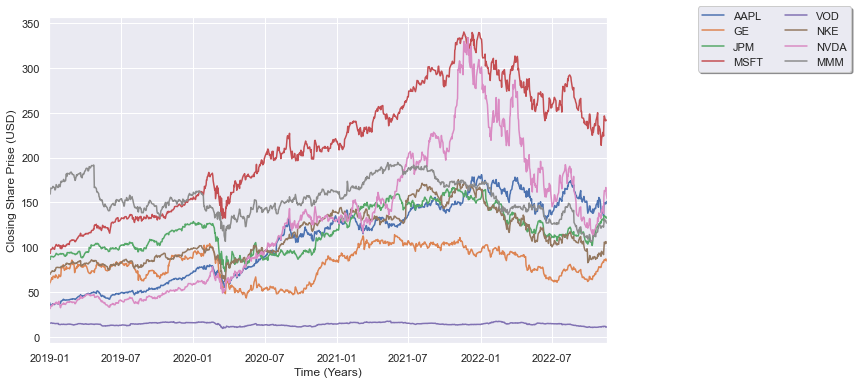 AAPL
GE
JPM
MSFT
VOD
NKE
NVDA
MMM
350
300
250
200
150
100
50
0
Closing Share Prise (USD)
2019-01
2019-07
2020-01
2020-07
2021-01
2021-07
2022-01
2022-07
Time (Years)